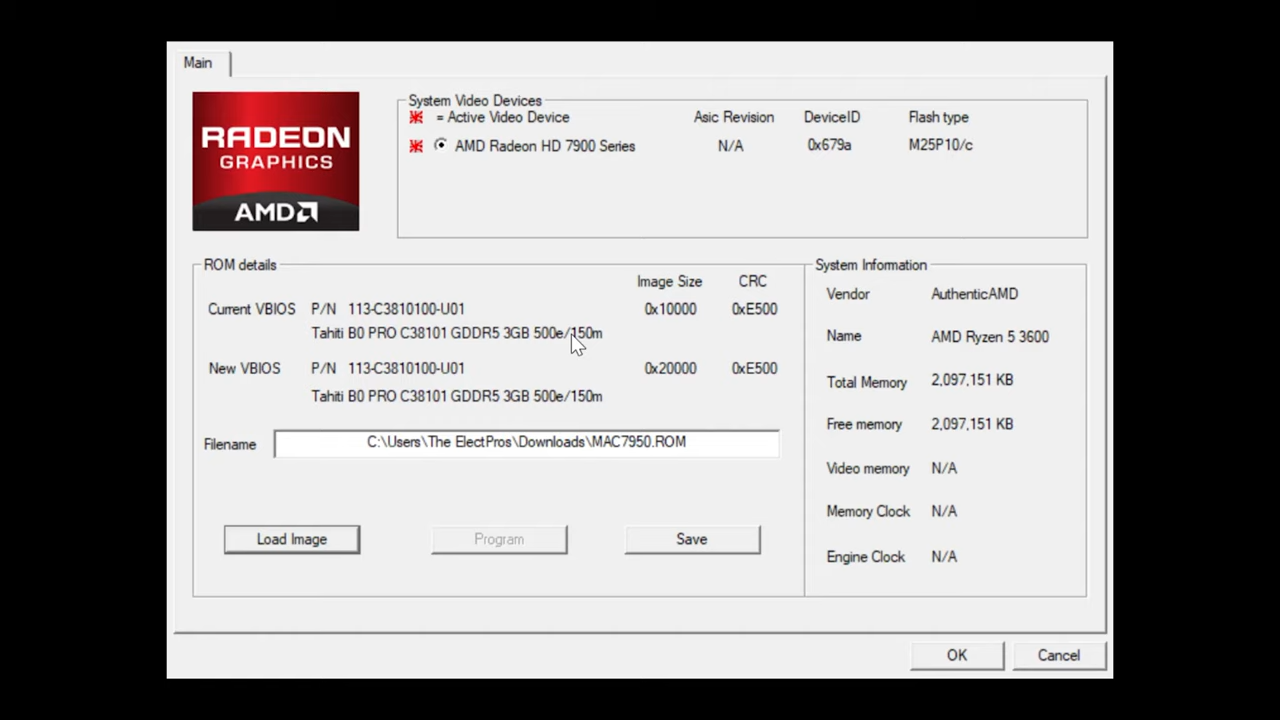 Main
RADEON
GRAPHICS
AMD
System Video Devices
= Active Video Device Asic Revision DeviceID Flash type
AMD Radeon HD 7900 Series N/A 0x679a M25P10/c
ROM details
Image Size CRC
Current VBIOS P/N 113-C3810100-U01 0x10000 0xE500
Tahiti B0 PRO C38101 GDDR5 3GB 500e/150m
New VBIOS P/N 113-C3810100-U01 0x20000 0xE500
Tahiti B0 PRO C38101 GDDR5 3GB 500e/150m
Filename C:\Users\The ElectPros\Downloads\MAC7950.ROM
Load Image Program Save
System Information
Vendor AuthenticAMD
Name AMD Ryzen 5 3600
Total Memory 2,097,151 KB
Free memory 2,097,151 KB
Video memory N/A
Memory Clock N/A
Engine Clock N/A
OK Cancel